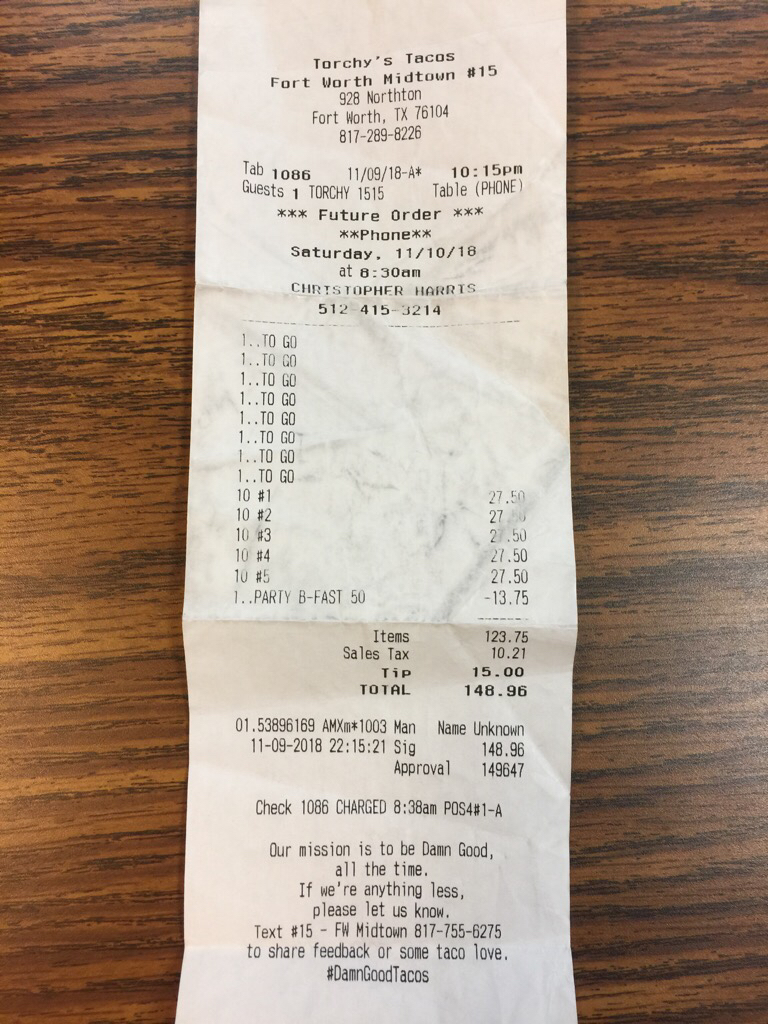 Torchy's Tacos
Fort Worth Midtown #15
928 Northton
Fort Worth, TX 76104
817-289-8226
Tab 1086 11/09/18-A* 10:15pm
Guests 1 TORCHY 1515 Table (PHONE)
*** Future Order ***
**Phone**
Saturday, 11/10/18
at 8:30am
CHRISTOPHER HARRIS
512-415-3214
1..TO GO
1..TO GO
1..TO GO
1..TO GO
1..TO GO
1..TO GO
1..TO GO
1..TO GO
10 #1 27.50
10 #2 27.50
10 #3 27.50
10 #4 27.50
10 #5 27.50
1..PARTY B-FAST 50 -13.75
Items 123.75
Sales Tax 10.21
Tip 15.00
TOTAL 148.96
01.53896169 AMXm*1003 Man Name Unknown
11-09-2018 22:15:21 Sig 148.96
Approval 149647
Check 1086 CHARGED 8:38am POS4#1-A
Our mission is to be Damn Good,
all the time.
If we're anything less,
please let us know.
Text #15 - FW Midtown 817-755-6275
to share feedback or some taco love.
#DamnGoodTacos